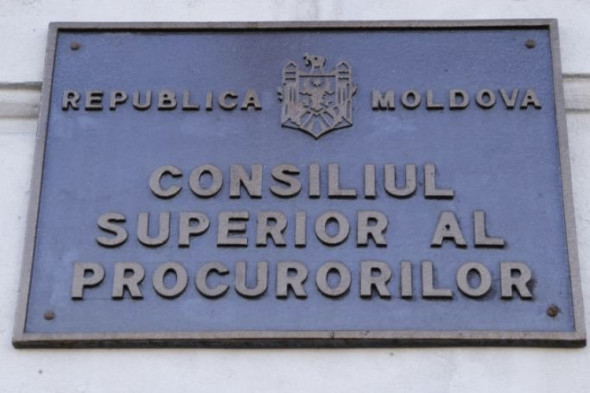 REPUBLICA MOLDOVA
CONSILIUL
SUPERIOR AL
PROCURORILOR